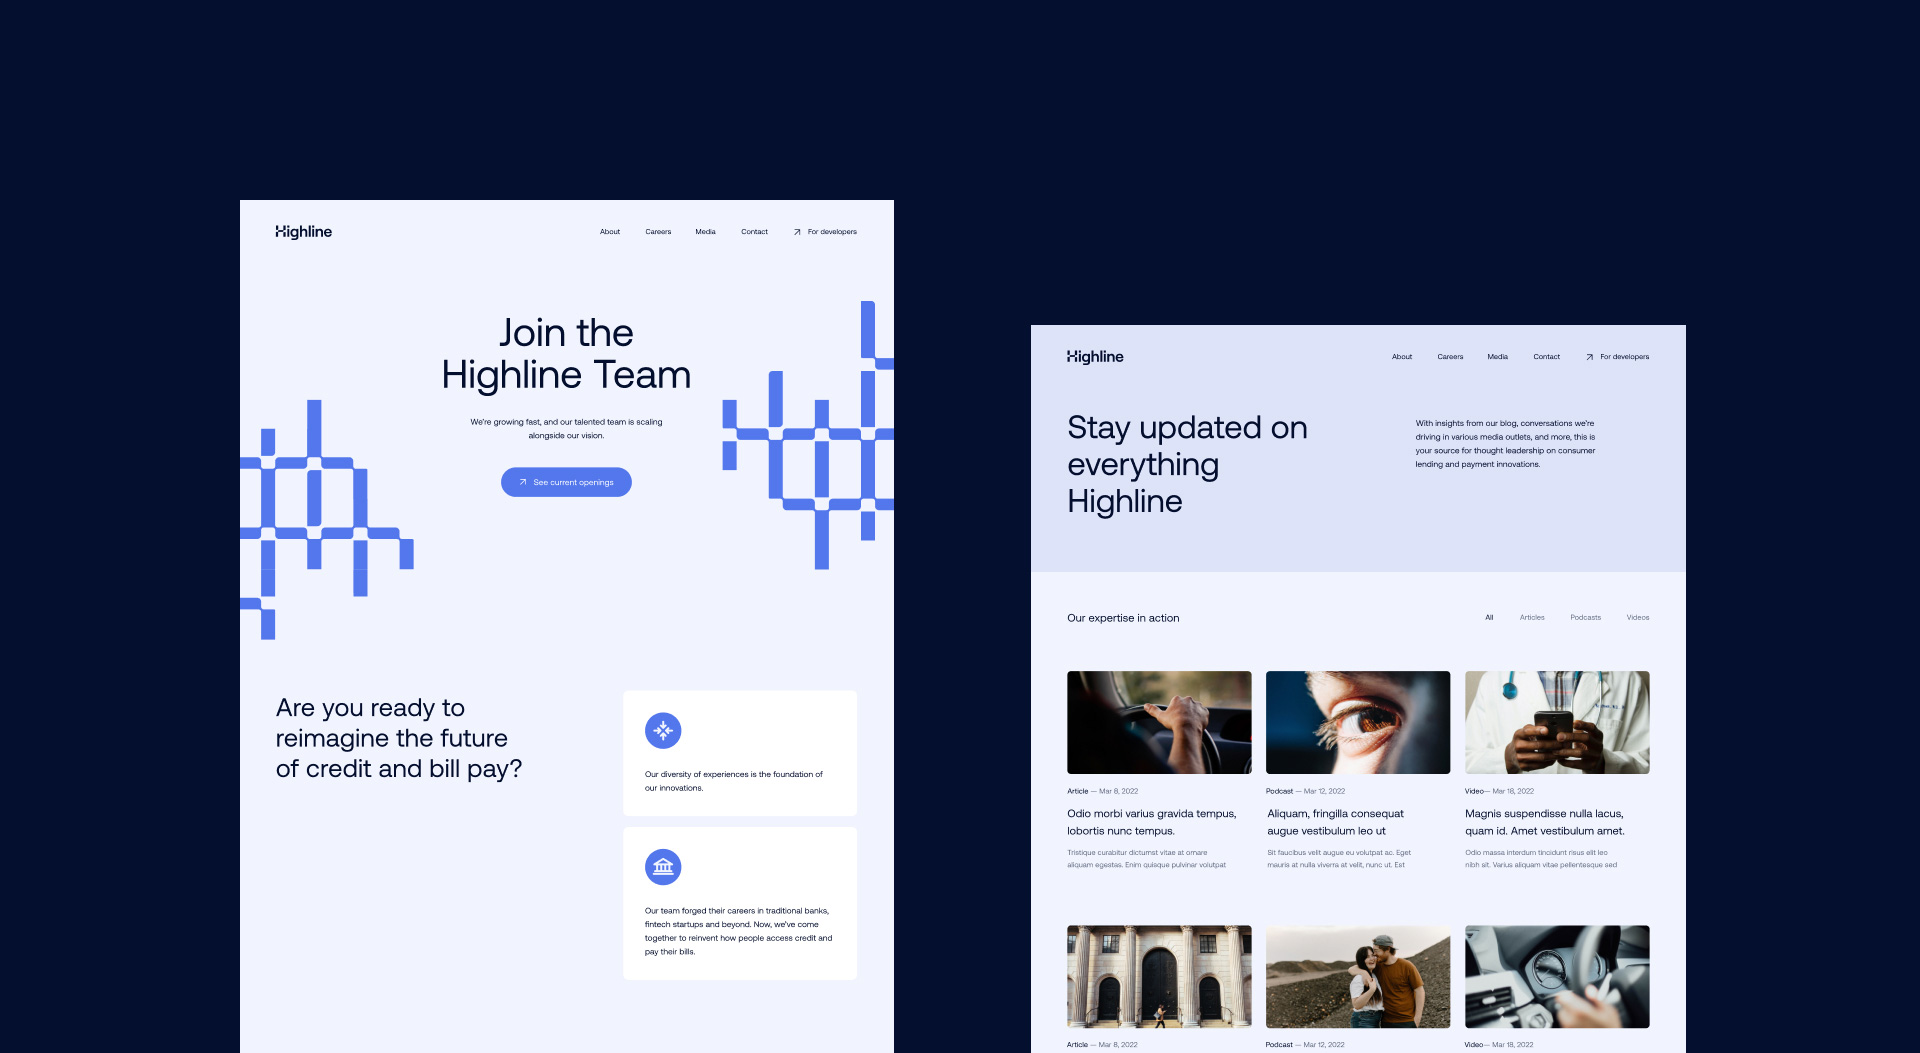 Highline
About Careers Media Contact For developers
Join the
Highline Team
We're growing fast, and our talented team is scaling
alongside our vision.
See current openings
Are you ready to
reimagine the future
of credit and bill pay?
Our diversity of experiences is the foundation of
our innovations.
Our team forged their careers in traditional banks,
fintech startups and beyond. Now, we've come
together to reinvent how people access credit and
pay their bills.
Highline
About Careers Media Contact For developers
Stay updated on
everything
Highline
With insights from our blog, conversations we're
driving in various media outlets, and more, this is
your source for thought leadership on consumer
lending and payment innovations.
Our expertise in action
All Articles Podcasts Videos
Article — Mar 8, 2022
Odio morbi varius gravida tempus,
lobortis nunc tempus.
Tristique curabitur dictumst vitae at ornare
aliquam egestas. Enim quisque pulvinar volutpat
Podcast — Mar 12, 2022
Aliquam, fringilla consequat
augue vestibulum leo ut
Sit faucibus velit augue eu volutpat ac. Eget
mauris at nulla viverra at velit, nunc ut. Est
Video— Mar 18, 2022
Magnis suspendisse nulla lacus,
quam id. Amet vestibulum amet.
Odio massa interdum tincidunt risus elit leo
nibh sit. Varius aliquam vitae pellentesque sed
Article — Mar 8, 2022
Podcast — Mar 12, 2022
Video— Mar 18, 2022